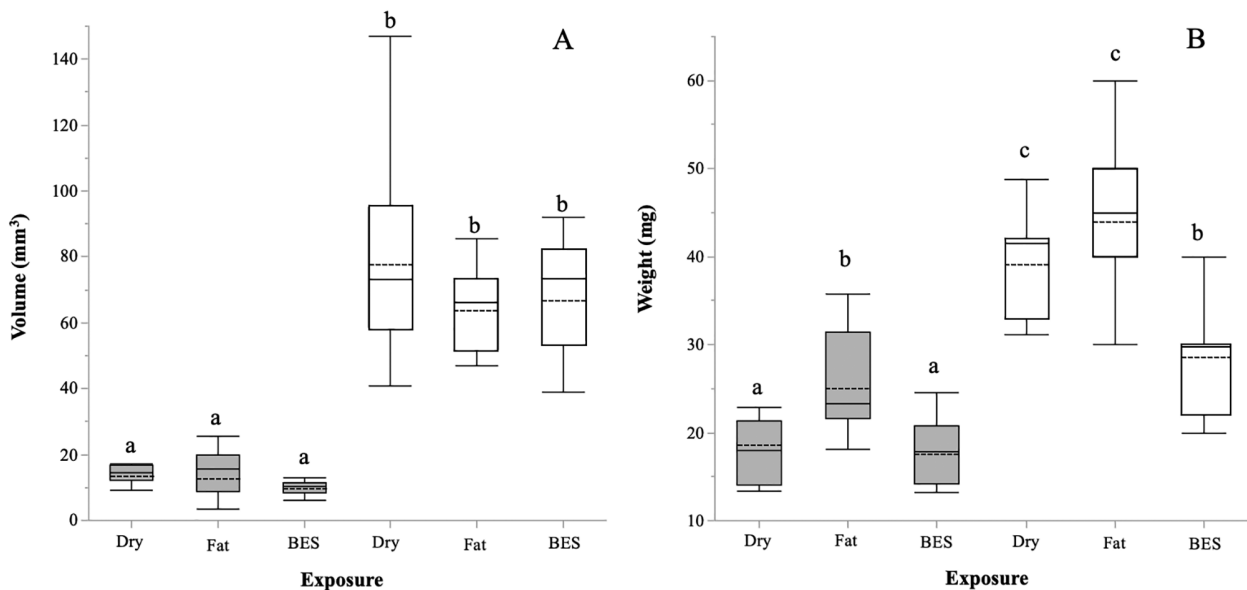 A
Volume (mm³)
140
120
100
80
60
40
20
0
a
a
a
b
b
b
Dry
Fat
BES
Dry
Fat
BES
Exposure
B
Weight (mg)
60
50
40
30
20
10
a
b
a
c
c
b
Dry
Fat
BES
Dry
Fat
BES
Exposure